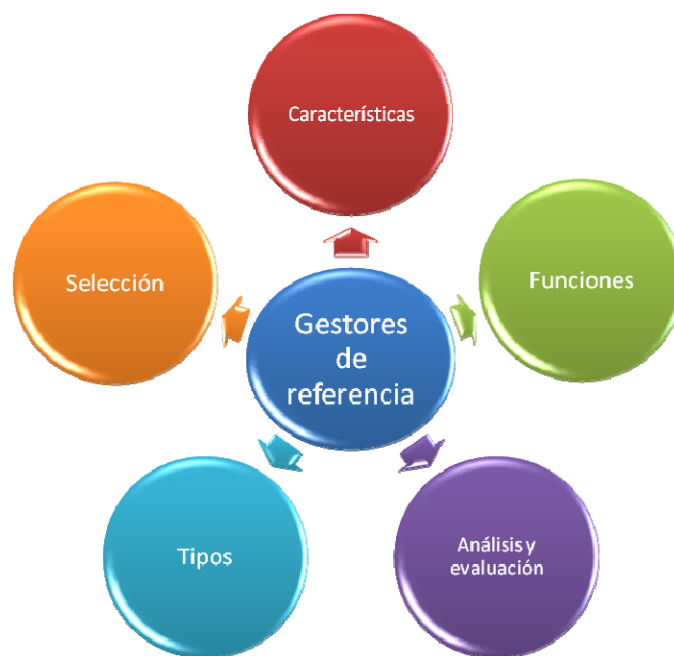 Características
Selección
Funciones
Gestores
de
referencia
Tipos
Análisis y
evaluación